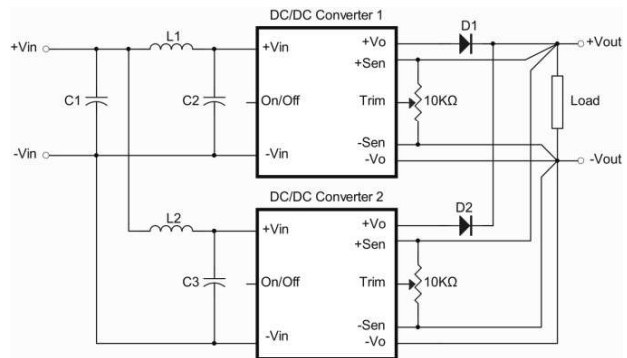 DC/DC Converter 1
+Vin
L1
+Vin
+Vo
D1
+Vout
+Sen
C1
C2
On/Off
Trim
10KΩ
Load
-Sen
-Vin
-Vin
-Vo
-Vout
DC/DC Converter 2
L2
+Vin
+Vo
D2
+Sen
C3
On/Off
Trim
10KΩ
-Sen
-Vin
-Vo